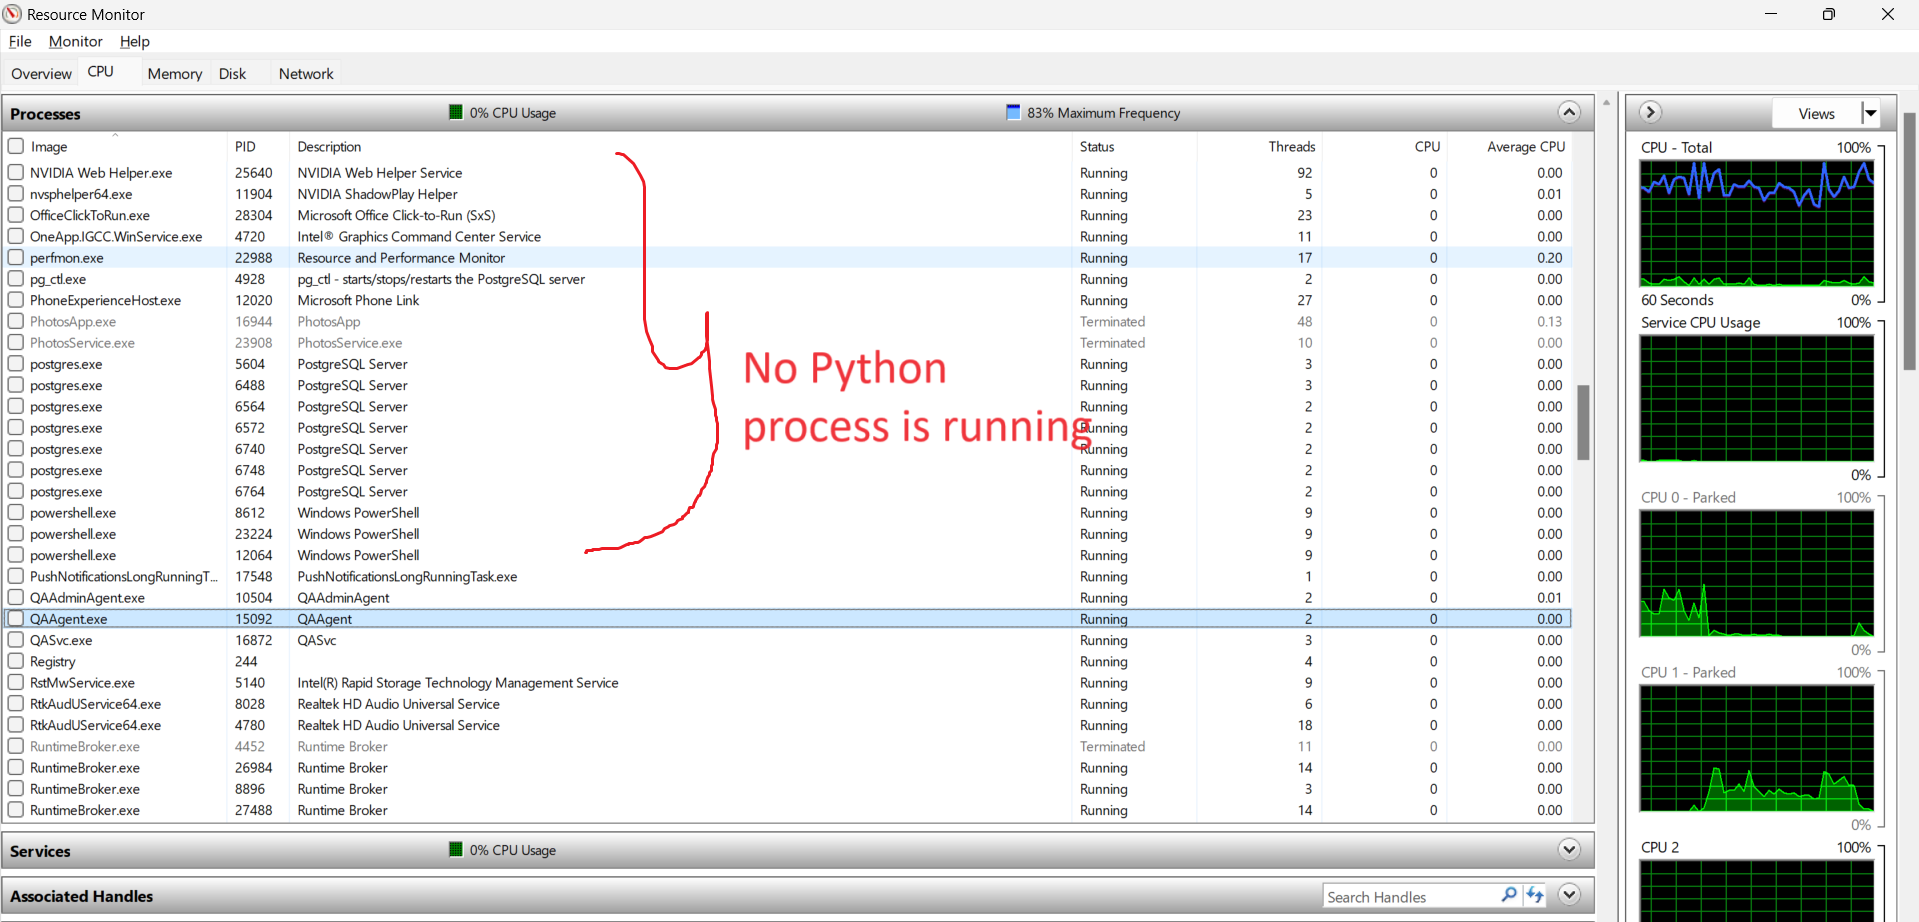 Resource Monitor
File Monitor Help
Overview CPU Memory Disk Network
Processes 0% CPU Usage 83% Maximum Frequency
Image PID Description Status Threads CPU Average CPU
NVIDIA Web Helper.exe 25640 NVIDIA Web Helper Service Running 92 0 0.00
nvsphelper64.exe 11904 NVIDIA ShadowPlay Helper Running 5 0 0.01
OfficeClickToRun.exe 28304 Microsoft Office Click-to-Run (SxS) Running 23 0 0.00
OneApp.IGCC.WinService.exe 4720 Intel® Graphics Command Center Service Running 11 0 0.00
perfmon.exe 22988 Resource and Performance Monitor Running 17 0 0.20
pg_ctl.exe 4928 pg_ctl - starts/stops/restarts the PostgreSQL server Running 2 0 0.00
PhoneExperienceHost.exe 12020 Microsoft Phone Link Running 27 0 0.00
PhotosApp.exe 16944 PhotosApp Terminated 48 0 0.13
PhotosService.exe 23908 PhotosService.exe Terminated 10 0 0.00
postgres.exe 5604 PostgreSQL Server Running 3 0 0.00
postgres.exe 6488 PostgreSQL Server Running 3 0 0.00
postgres.exe 6564 PostgreSQL Server Running 2 0 0.00
postgres.exe 6572 PostgreSQL Server Running 2 0 0.00
postgres.exe 6740 PostgreSQL Server Running 2 0 0.00
postgres.exe 6748 PostgreSQL Server Running 2 0 0.00
postgres.exe 6764 PostgreSQL Server Running 2 0 0.00
powershell.exe 8612 Windows PowerShell Running 9 0 0.00
powershell.exe 23224 Windows PowerShell Running 9 0 0.00
powershell.exe 12064 Windows PowerShell Running 9 0 0.00
PushNotificationsLongRunningT... 17548 PushNotificationsLongRunningTask.exe Running 1 0 0.00
QAAdminAgent.exe 10504 QAAdminAgent Running 2 0 0.01
QAAgent.exe 15092 QAAgent Running 2 0 0.00
QASvc.exe 16872 QASvc Running 3 0 0.00
Registry 244 Running 4 0 0.00
RstMwService.exe 5140 Intel(R) Rapid Storage Technology Management Service Running 9 0 0.00
RtkAudUService64.exe 8028 Realtek HD Audio Universal Service Running 6 0 0.00
RtkAudUService64.exe 4780 Realtek HD Audio Universal Service Running 18 0 0.00
RuntimeBroker.exe 4452 Runtime Broker Terminated 11 0 0.00
RuntimeBroker.exe 26984 Runtime Broker Running 14 0 0.00
RuntimeBroker.exe 8896 Runtime Broker Running 3 0 0.00
RuntimeBroker.exe 27488 Runtime Broker Running 14 0 0.00
No Python
process is running
Services 0% CPU Usage
Associated Handles Search Handles
Views
CPU - Total 100%
60 Seconds 0%
Service CPU Usage 100%
0%
CPU 0 - Parked 100%
0%
CPU 1 - Parked 100%
0%
CPU 2 100%